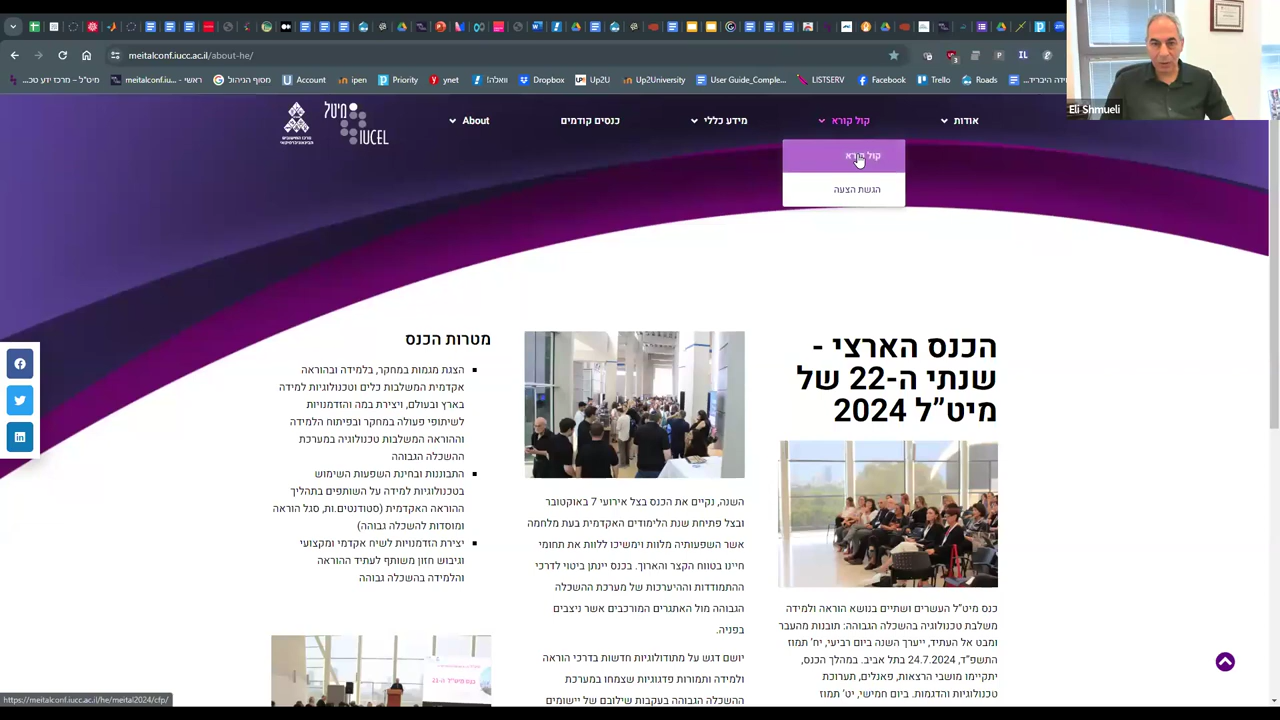 meitalconf.iucc.ac.il/about-he/
מיט"ל – מרכז ידע טכ...
ראשי - meitalconf.iucc.ac.il
מסוף הניהול
Account
ipen
Priority
ynet
וואלה!
Dropbox
Up2U
Up2University
User Guide_Comple...
LISTSERV
Facebook
Trello
Roads
Eli Shmueli
מיטל
IUCEL
מרכז החישובים
הבינאוניברסיטאי
אודות
קול קורא
מידע כללי
כנסים קודמים
About
קול קורא
הגשת הצעה
הכנס הארצי -
שנתי ה-22 של
מיט”ל 2024
כנס מיט”ל העשרים ושתיים בנושא הוראה ולמידה
משלבת טכנולוגיה בהשכלה הגבוהה: תובנות מהעבר
ומבט אל העתיד, ייערך השנה ביום רביעי, יח’ תמוז
התשפ”ד, 24.7.2024 בתל אביב. במהלך הכנס,
יתקיימו מושבי הרצאות, פאנלים, תערוכת
טכנולוגיות והדגמות. ביום חמישי, יט’ תמוז
השנה, נקיים את הכנס בצל אירועי 7 באוקטובר
ובצל פתיחת שנת הלימודים האקדמית בעת מלחמה
אשר השפעותיה מלוות וימשיכו ללוות את תחומי
חיינו בטווח הקצר והארוך. בכנס יינתן ביטוי לדרכי
ההתמודדות וההיערכות של מערכת ההשכלה
הגבוהה מול האתגרים המורכבים אשר ניצבים
בפניה.
יושם דגש על מתודולוגיות חדשות בדרכי הוראה
ולמידה ותמורות פדגוגיות שצמחו במערכת
ההשכלה הגבוהה בעקבות שילובם של יישומים
מטרות הכנס
הצגת מגמות במחקר, בלמידה ובהוראה
אקדמית המשלבות כלים וטכנולוגיות למידה
בארץ ובעולם, ויצירת במה והזדמנויות
לשיתופי פעולה במחקר ובפיתוח הלמידה
וההוראה המשלבות טכנולוגיה במערכת
ההשכלה הגבוהה
התבוננות ובחינת השפעות השימוש
בטכנולוגיות למידה על השותפים בתהליך
ההוראה האקדמית (סטודנטים.ות, סגל הוראה
ומוסדות להשכלה גבוהה)
יצירת הזדמנויות לשיח אקדמי ומקצועי
וגיבוש חזון משותף לעתיד ההוראה
והלמידה בהשכלה גבוהה
https://meitalconf.iucc.ac.il/he/meital2024/cfp/